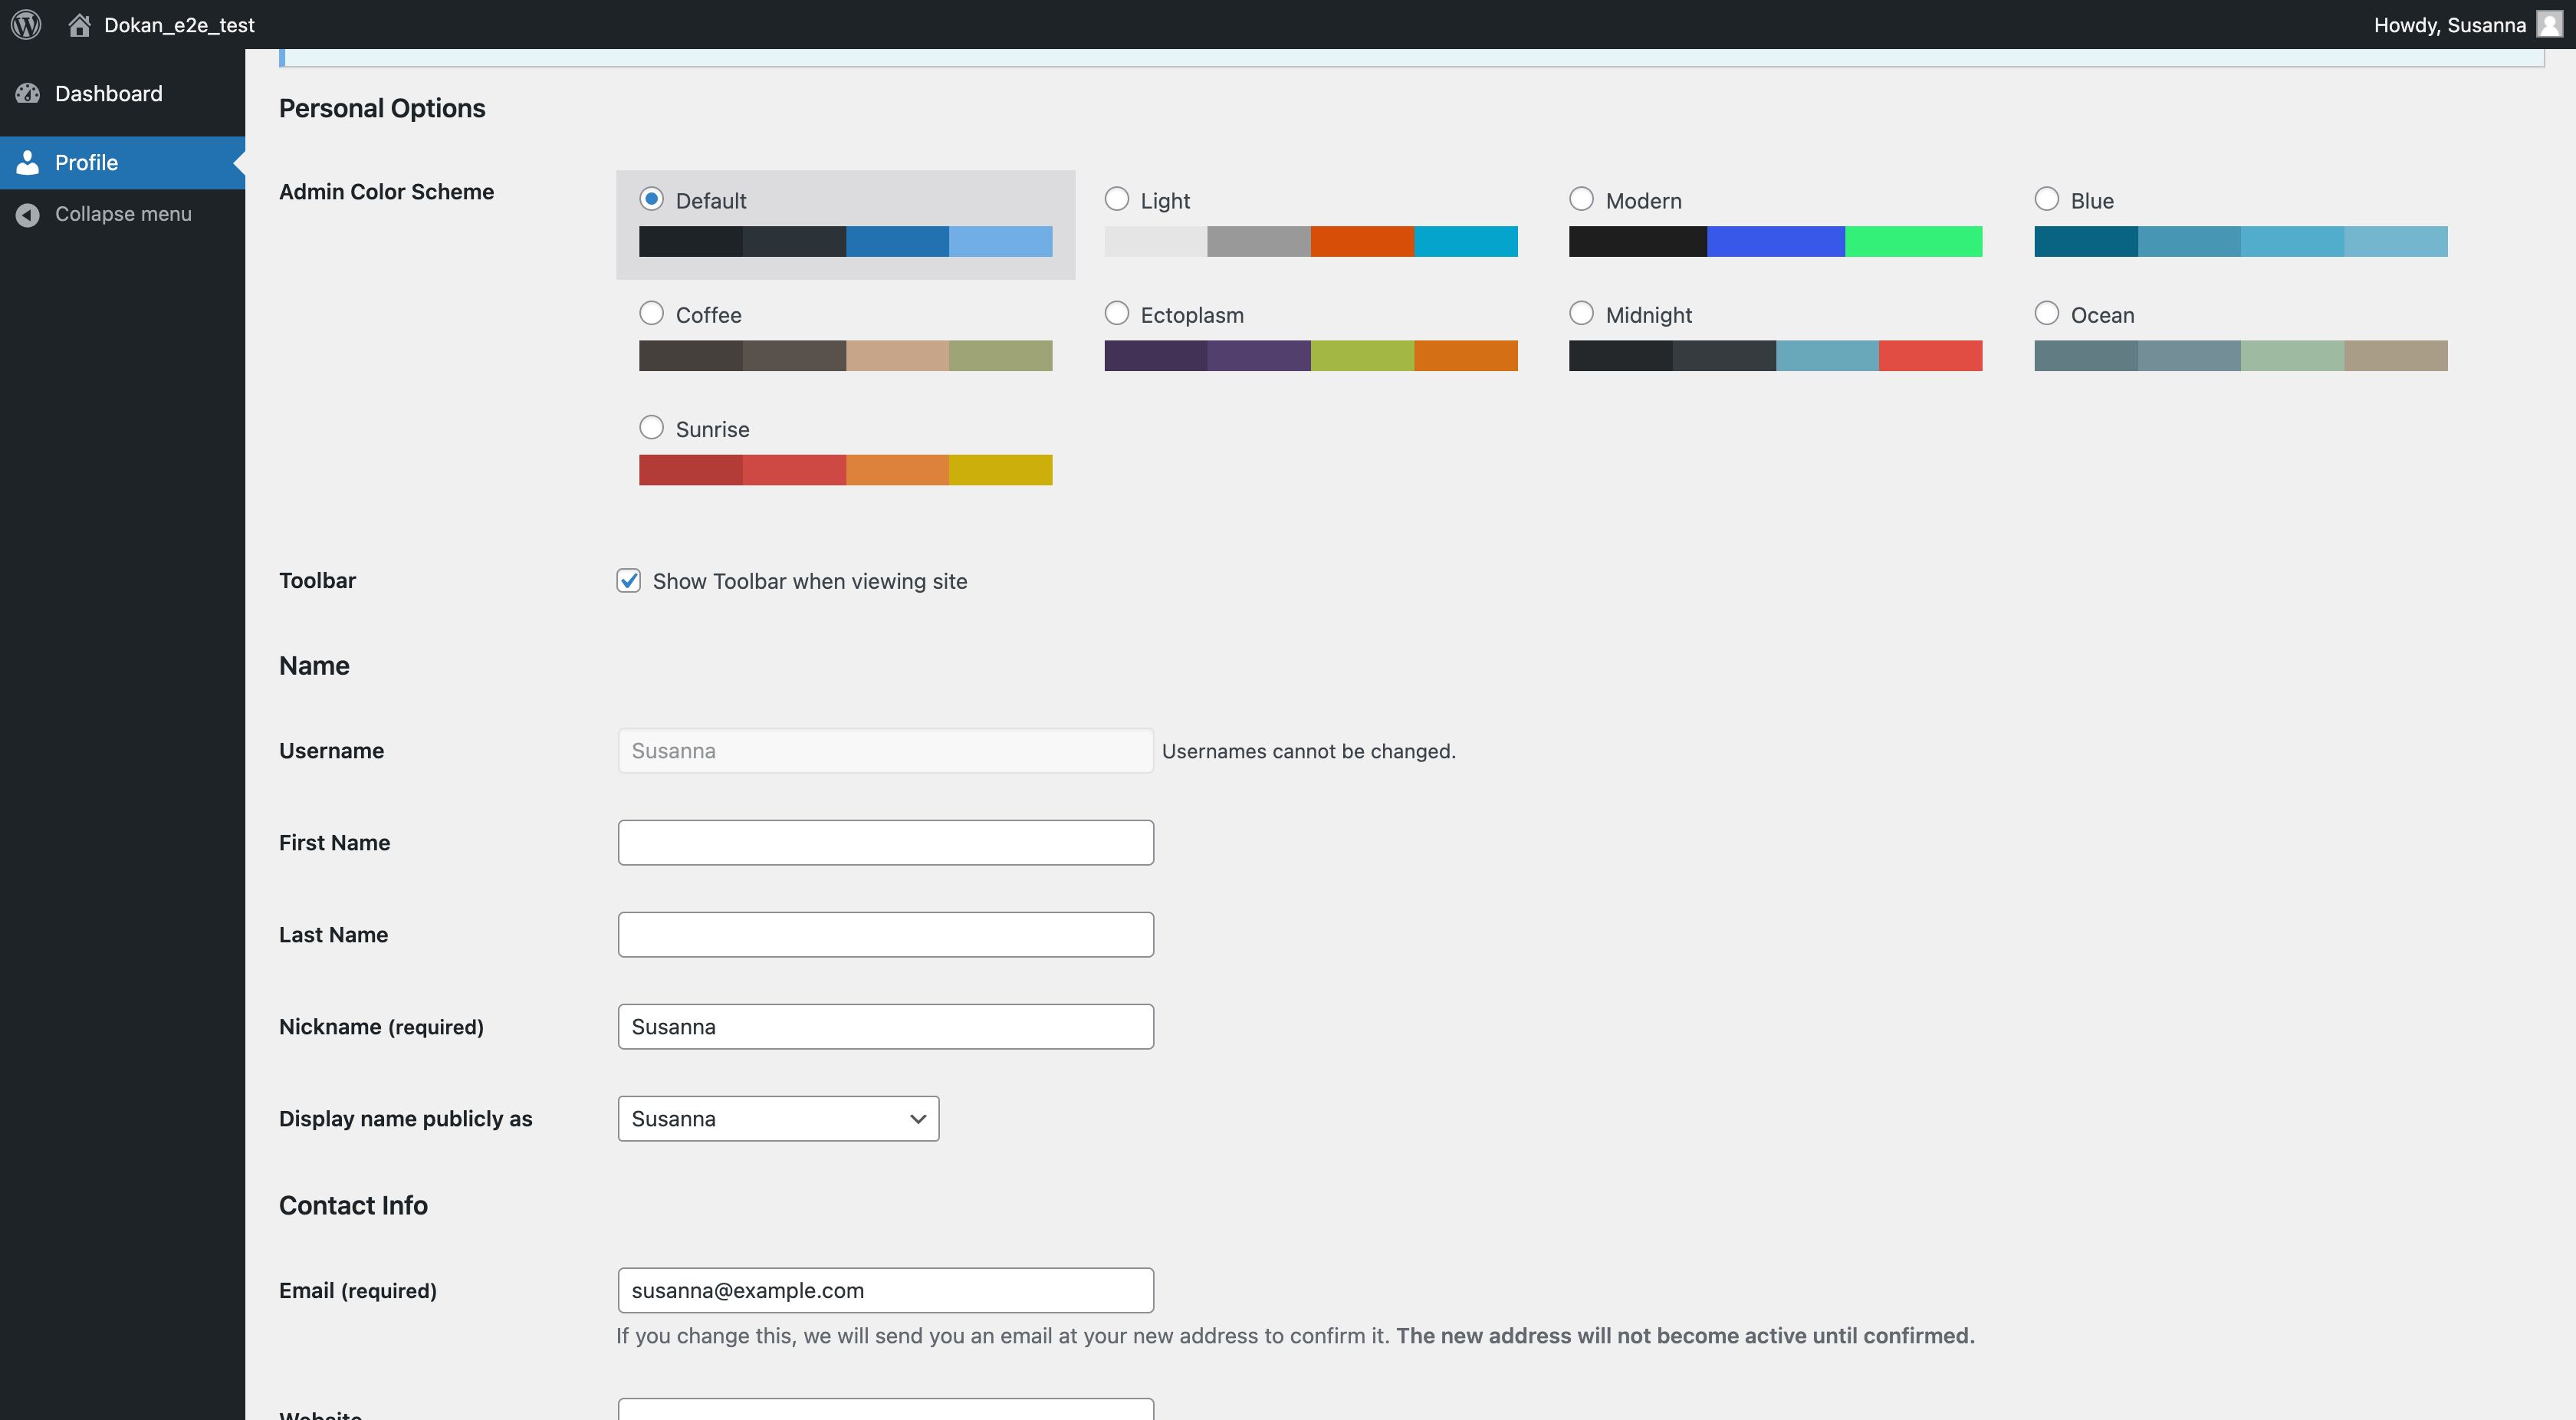 Dokan_e2e_test
Howdy, Susanna
Dashboard
Profile
Collapse menu
Personal Options
Admin Color Scheme
Default
Light
Modern
Blue
Coffee
Ectoplasm
Midnight
Ocean
Sunrise
Toolbar
Show Toolbar when viewing site
Name
Username
Susanna
Usernames cannot be changed.
First Name
Last Name
Nickname (required)
Susanna
Display name publicly as
Susanna
Contact Info
Email (required)
susanna@example.com
If you change this, we will send you an email at your new address to confirm it. The new address will not become active until confirmed.
Website